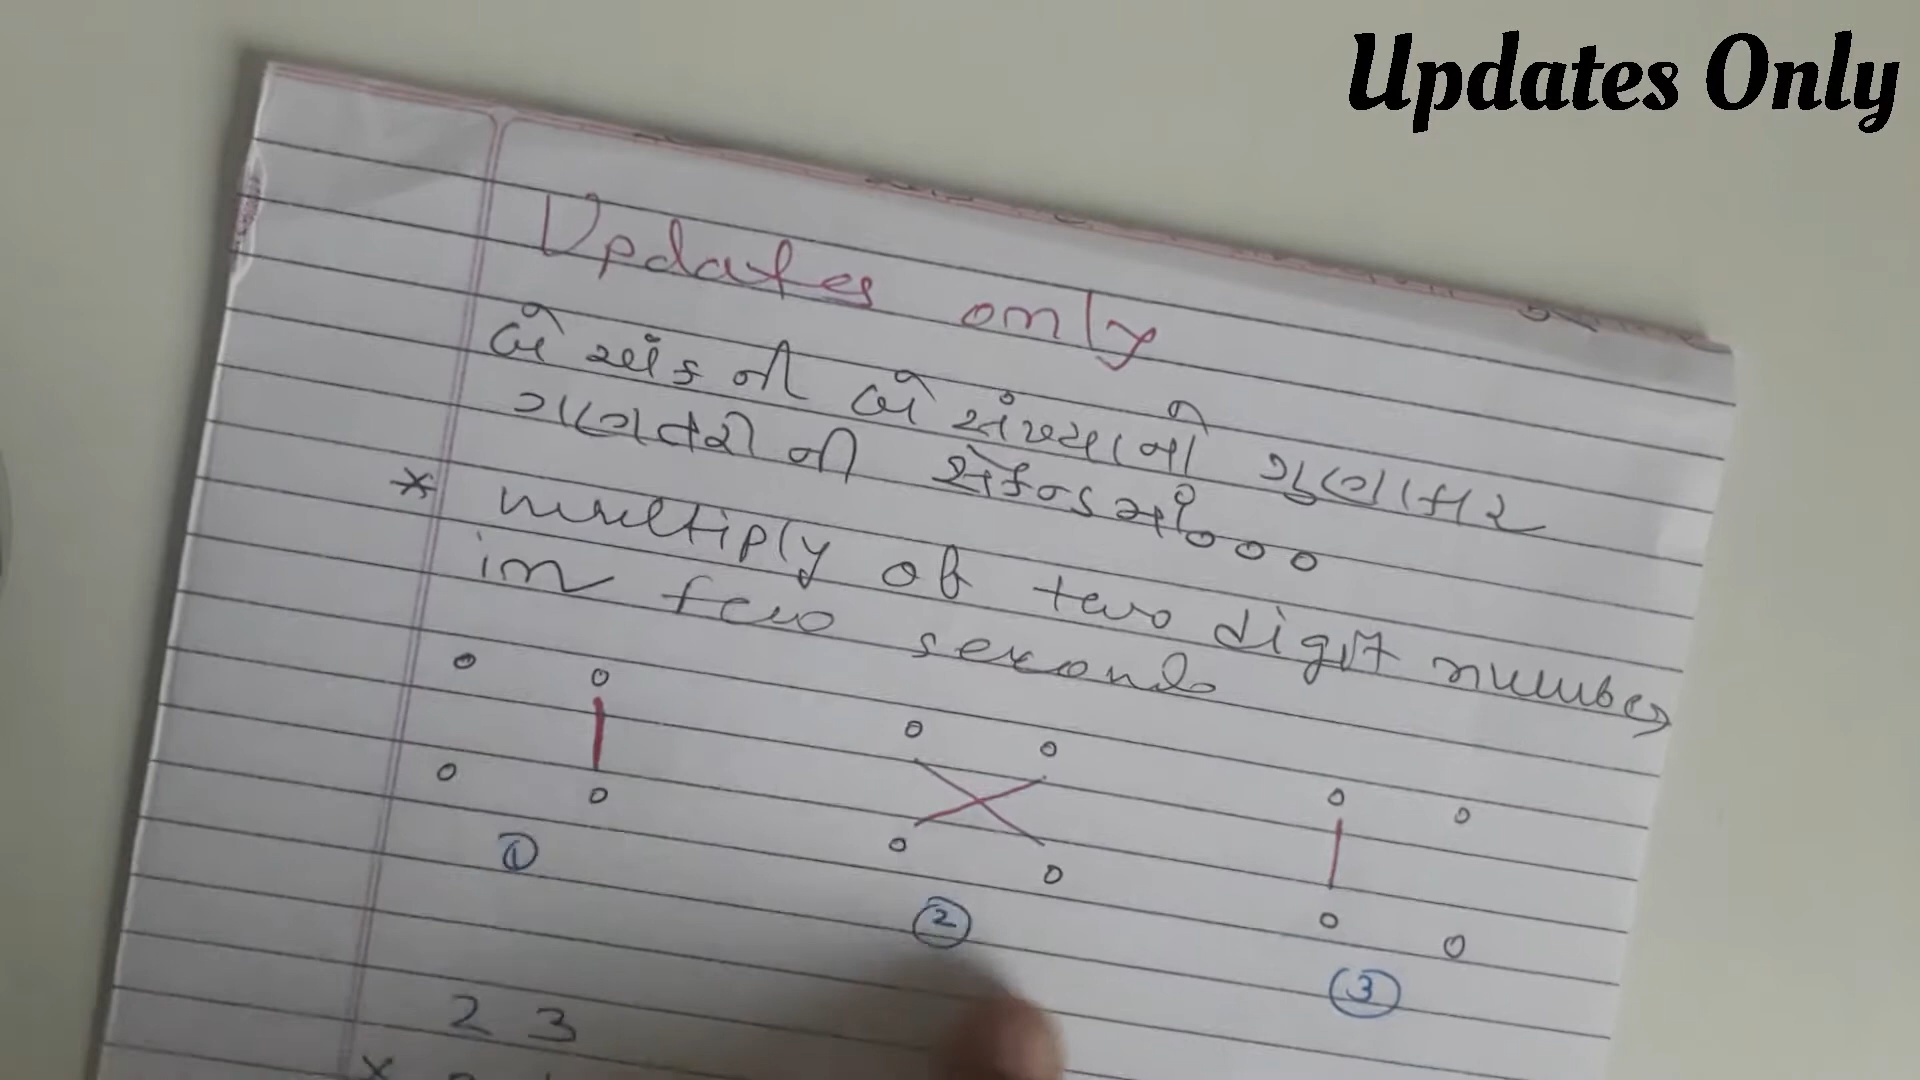 Updates Only
Updates only
બે અંક ની બે સંખ્યાનો ગુણાકાર
ગણતરી ની સેકન્ડમાં...
* multiply of two digit number
in few seconds
①
②
③
2 3
×